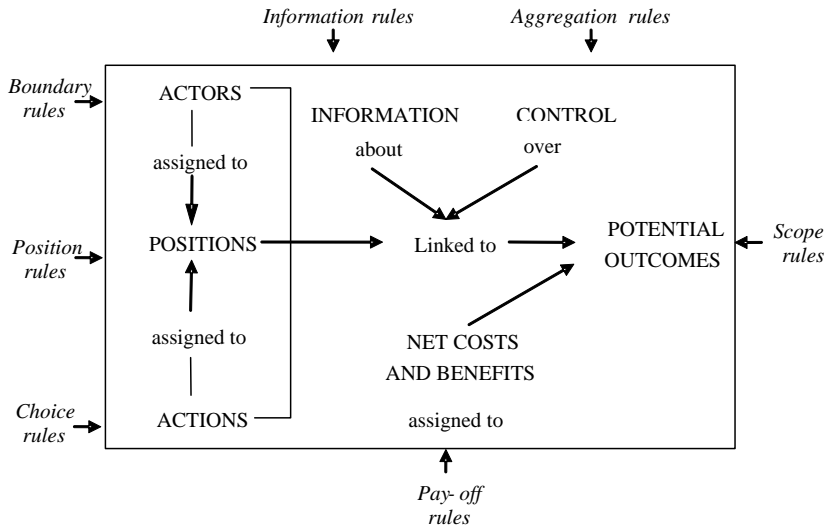 Information rules
Aggregation rules
Boundary
rules
ACTORS
INFORMATION
about
CONTROL
over
assigned to
Position
rules
POSITIONS
Linked to
POTENTIAL
OUTCOMES
Scope
rules
assigned to
NET COSTS
AND BENEFITS
Choice
rules
ACTIONS
assigned to
Pay- off
rules